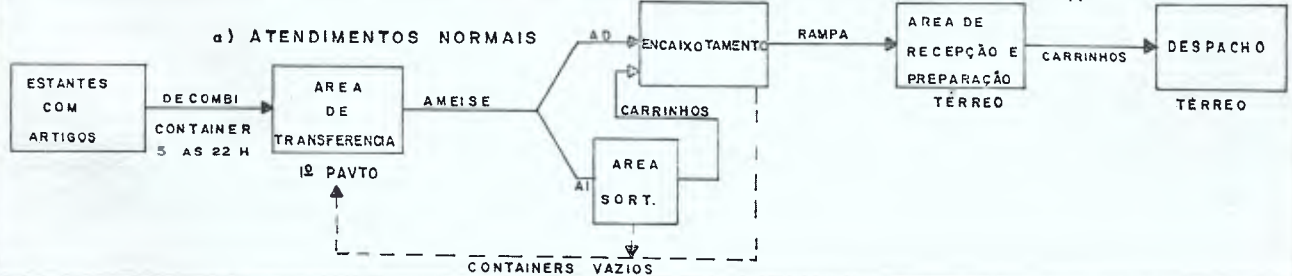 a) ATENDIMENTOS NORMAIS
ESTANTES
COM
ARTIGOS
DE COMBI
CONTAINER
5 AS 22 H
AREA
DE
TRANSFERENCIA
1º PAVTO
AMEISE
AD
AI
AREA
SORT.
CARRINHOS
ENCAIXOTAMENTO
RAMPA
AREA DE
RECEPÇÃO E
PREPARAÇÃO
TÉRREO
CARRINHOS
DESPACHO
TÉRREO
CONTAINERS VAZIOS